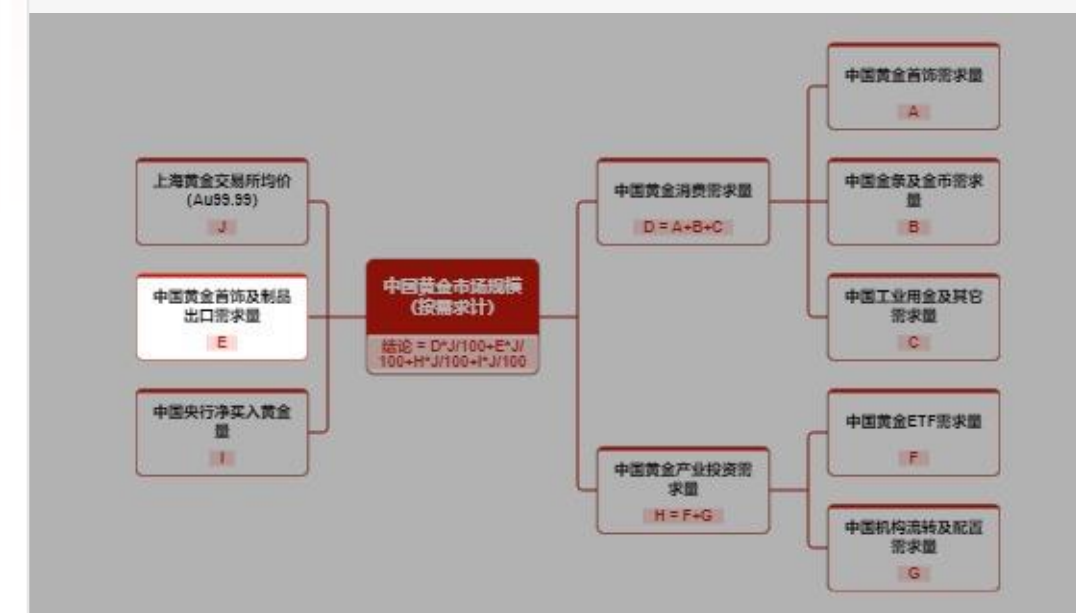 中国黄金首饰需求量
A
上海黄金交易所均价
(Au99.99)
J
中国黄金消费需求量
D = A+B+C
中国金条及金币需求
量
B
中国黄金首饰及制品
出口需求量
E
中国黄金市场规模
（按需求计）
结论 = D*J/100+E*J/
100+H*J/100+I*J/100
中国工业用金及其它
需求量
C
中国央行净买入黄金
量
I
中国黄金ETF需求量
F
中国黄金产业投资需
求量
H = F+G
中国机构流转及配置
需求量
G